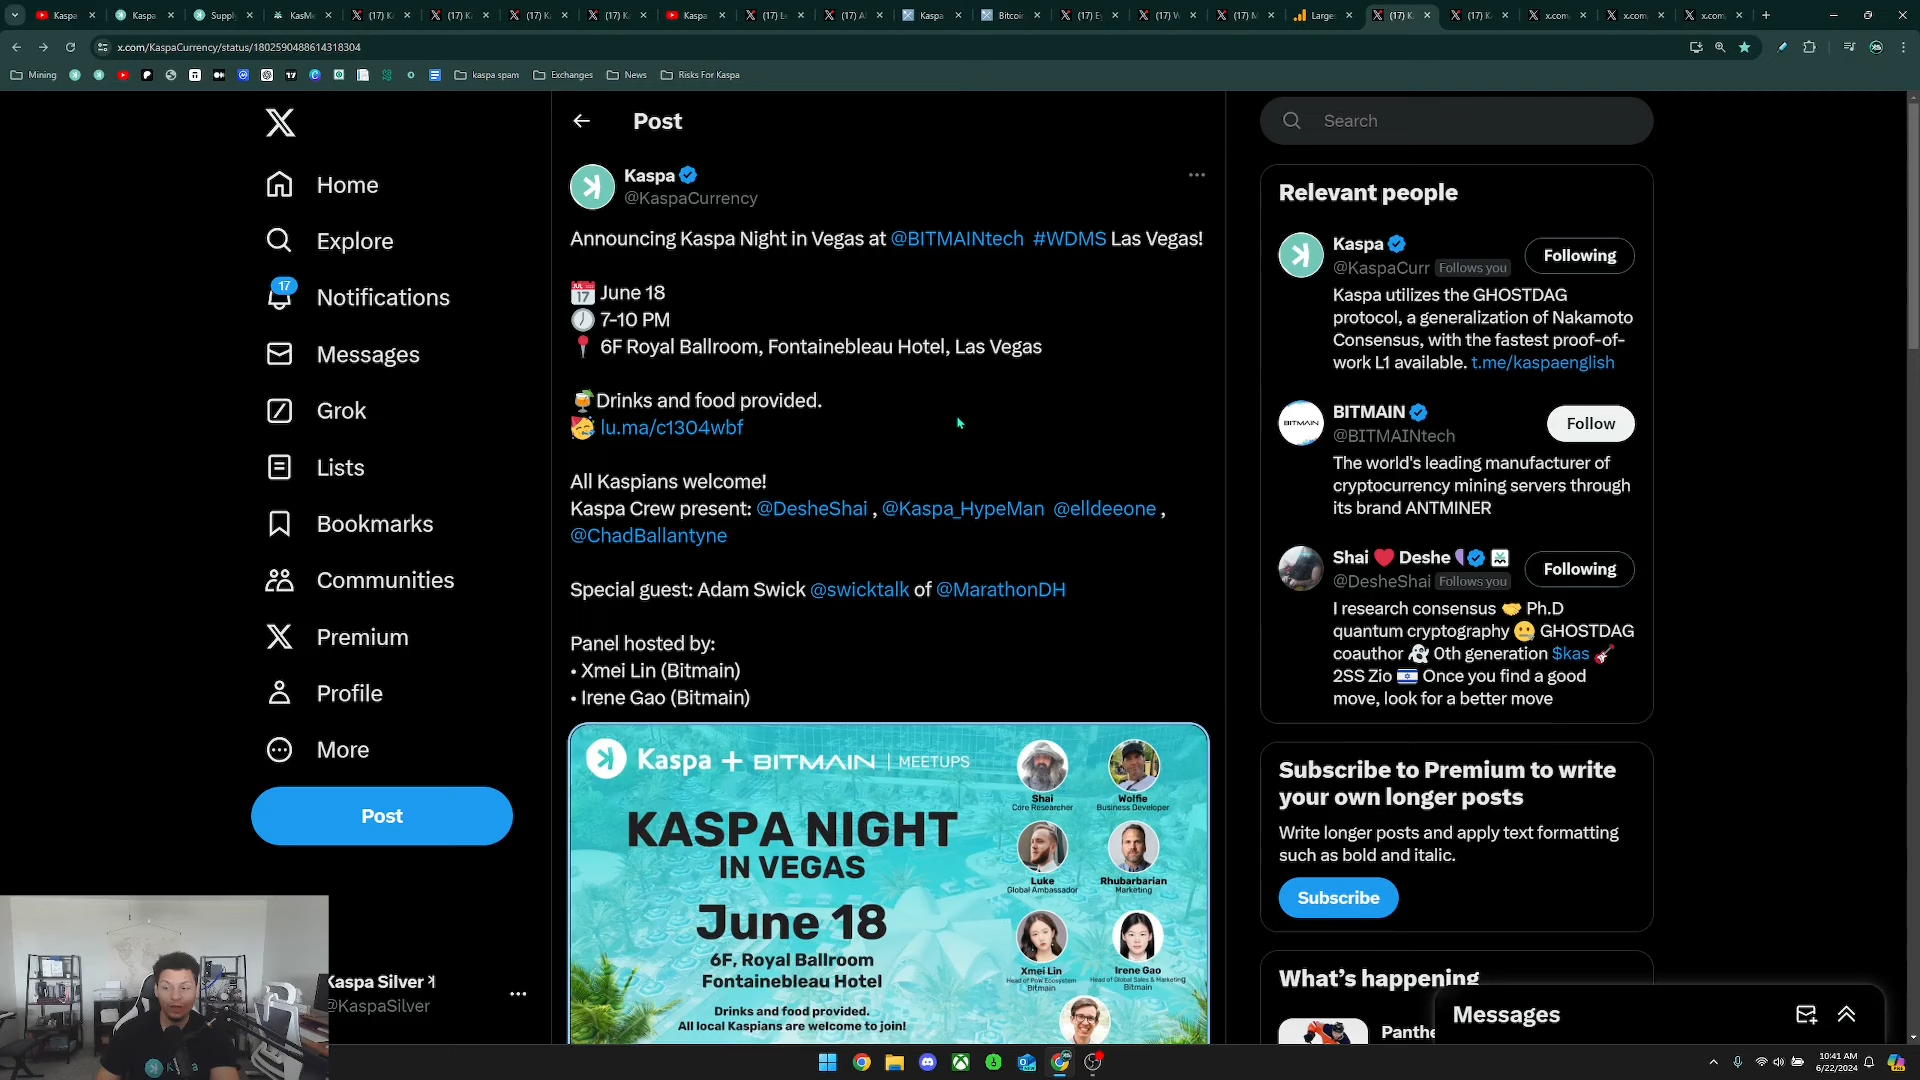 Kaspa
Kaspa
Supply
KasMe
(17) K
(17) K
(17) K
(17) K
Kaspa
(17) L
(17) A
Kaspa
Bitcoi
(17) E
(17) W
(17) M
Larges
(17) K
(17) K
x.com
x.com
x.com
x.com/KaspaCurrency/status/1802590488614318304
Mining
kaspa spam
Exchanges
News
Risks For Kaspa
Home
Explore
17
Notifications
Messages
Grok
Lists
Bookmarks
Communities
Premium
Profile
More
Post
Kaspa Silver
@KaspaSilver
Post
Kaspa
@KaspaCurrency
Announcing Kaspa Night in Vegas at @BITMAINtech #WDMS Las Vegas!
JUL 17 June 18
7-10 PM
6F Royal Ballroom, Fontainebleau Hotel, Las Vegas
Drinks and food provided.
lu.ma/c1304wbf
All Kaspians welcome!
Kaspa Crew present: @DesheShai , @Kaspa_HypeMan @elldeeone ,
@ChadBallantyne
Special guest: Adam Swick @swicktalk of @MarathonDH
Panel hosted by:
• Xmei Lin (Bitmain)
• Irene Gao (Bitmain)
Kaspa + BITMAIN | MEETUPS
KASPA NIGHT
IN VEGAS
June 18
6F, Royal Ballroom
Fontainebleau Hotel
Drinks and food provided.
All local Kaspians are welcome to join!
Shai
Core Researcher
Wolfie
Business Developer
Luke
Global Ambassador
Rhubarbarian
Marketing
Xmei Lin
Head of PoW Ecosystem
Bitmain
Irene Gao
Head of Global Sales & Marketing
Bitmain
Search
Relevant people
Kaspa
@KaspaCurr Follows you
Following
Kaspa utilizes the GHOSTDAG
protocol, a generalization of Nakamoto
Consensus, with the fastest proof-of-
work L1 available. t.me/kaspaenglish
BITMAIN
BITMAIN
@BITMAINtech
Follow
The world's leading manufacturer of
cryptocurrency mining servers through
its brand ANTMINER
Shai Deshe
@DesheShai Follows you
Following
I research consensus Ph.D
quantum cryptography GHOSTDAG
coauthor 0th generation $kas
2SS Zio Once you find a good
move, look for a better move
Subscribe to Premium to write
your own longer posts
Write longer posts and apply text formatting
such as bold and italic.
Subscribe
What's happening
Panthe
Messages
10:41 AM
6/22/2024